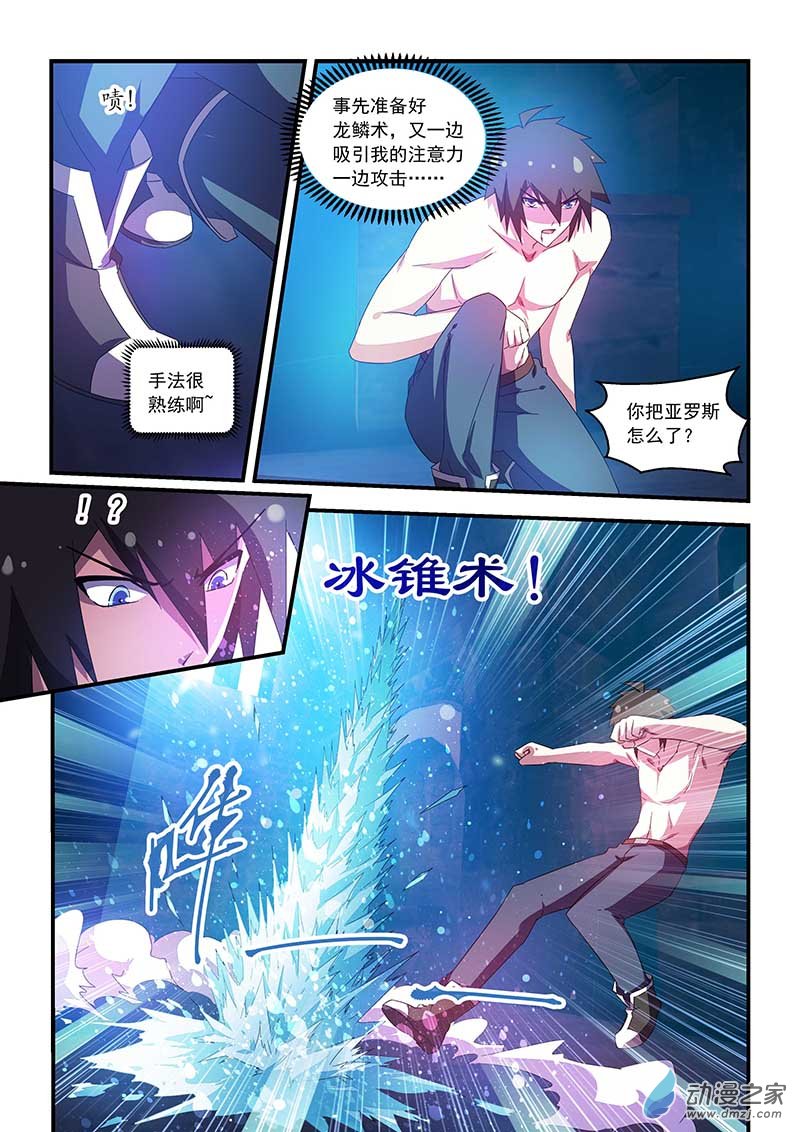 啧!
手法很
熟练啊~
事先准备好
龙鳞术，又一边
吸引我的注意力
一边攻击……
你把亚罗斯
怎么了？
！？
冰锥术！
哗——
动漫之家
www.dmzj.com